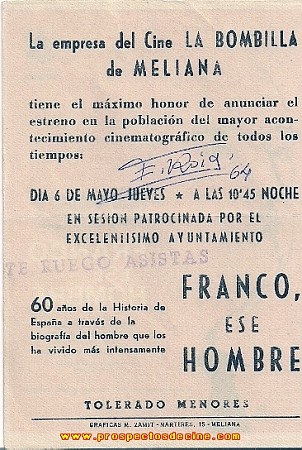 La empresa del Cine LA BOMBILLA
de MELIANA
tiene el máximo honor de anunciar el
estreno en la población del mayor acon-
tecimiento cinematográfico de todos los
tiempos:
F. Roig 64
DIA 6 DE MAYO JUEVES ★ A LAS 10'45 NOCHE
EN SESIÓN PATROCINADA POR EL
EXCELENTISIMO AYUNTAMIENTO
TE RUEGO ASISTAS
60 años de la Historia de
España a través de la
biografía del hombre que los
ha vivido más intensamente
FRANCO,
ESE
HOMBRE
TOLERADO MENORES
GRAFICAS M. ZAMIT - MARTIRES, 15 - MELIANA
www.prospectosdecine.com